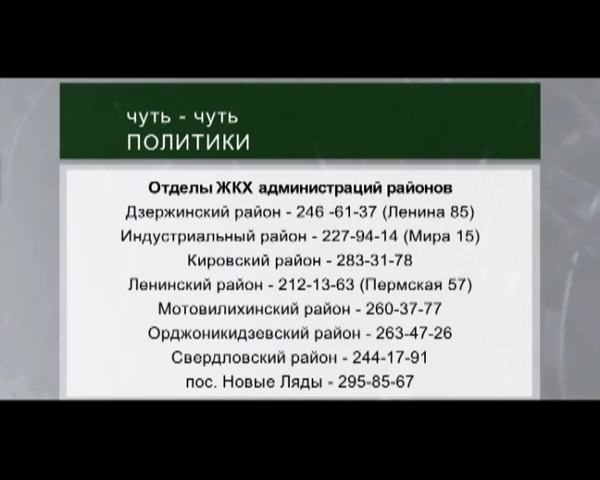 чуть - чуть
ПОЛИТИКИ
Отделы ЖКХ администраций районов
Дзержинский район - 246 -61-37 (Ленина 85)
Индустриальный район - 227-94-14 (Мира 15)
Кировский район - 283-31-78
Ленинский район - 212-13-63 (Пермская 57)
Мотовилихинский район - 260-37-77
Орджоникидзевский район - 263-47-26
Свердловский район - 244-17-91
пос. Новые Ляды - 295-85-67